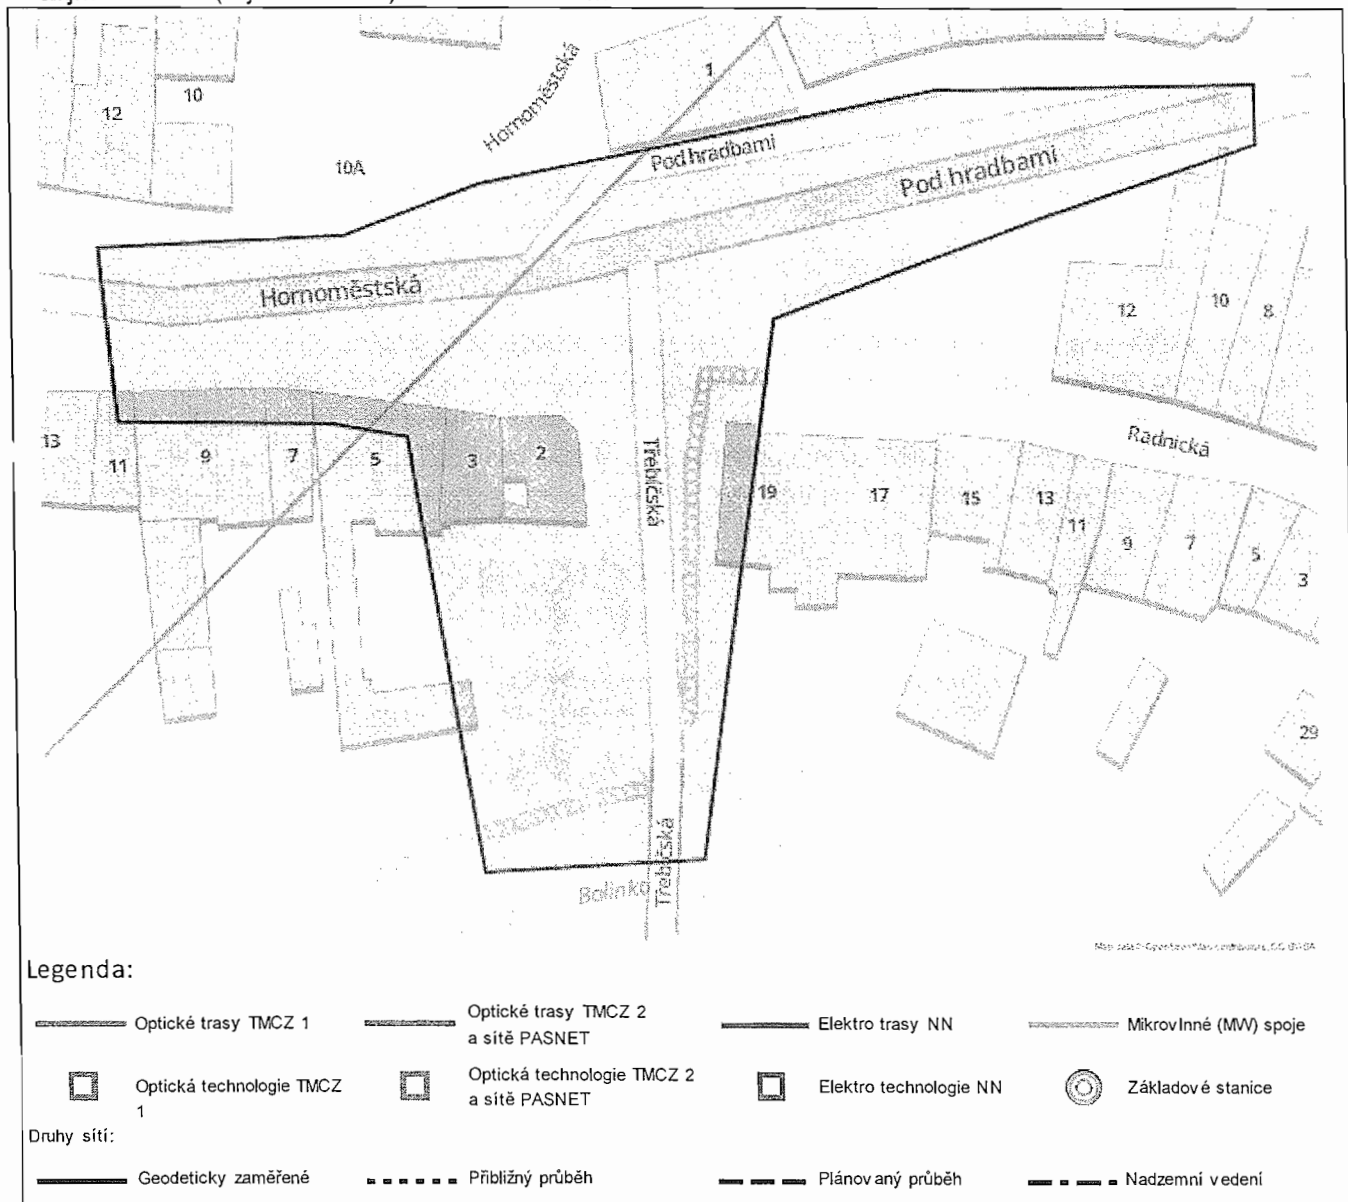 12
10
10A
Hornoměstská
1
Pod hradbami
Pod hradbami
Hornoměstská
12
10
8
Radnická
13
11
9
7
5
3
2
Třebíčská
19
17
15
13
11
9
7
5
3
29
Třebíčská
Bolinko
Legenda:
Optické trasy TMCZ 1
Optické trasy TMCZ 2
a sítě PASNET
Elektro trasy NN
Mikrovlnné (MW) spoje
Optická technologie TMCZ
1
Optická technologie TMCZ 2
a sítě PASNET
Elektro technologie NN
Základové stanice
Druhy sítí:
Geodeticky zaměřené
Přibližný průběh
Plánovaný průběh
Nadzemní vedení